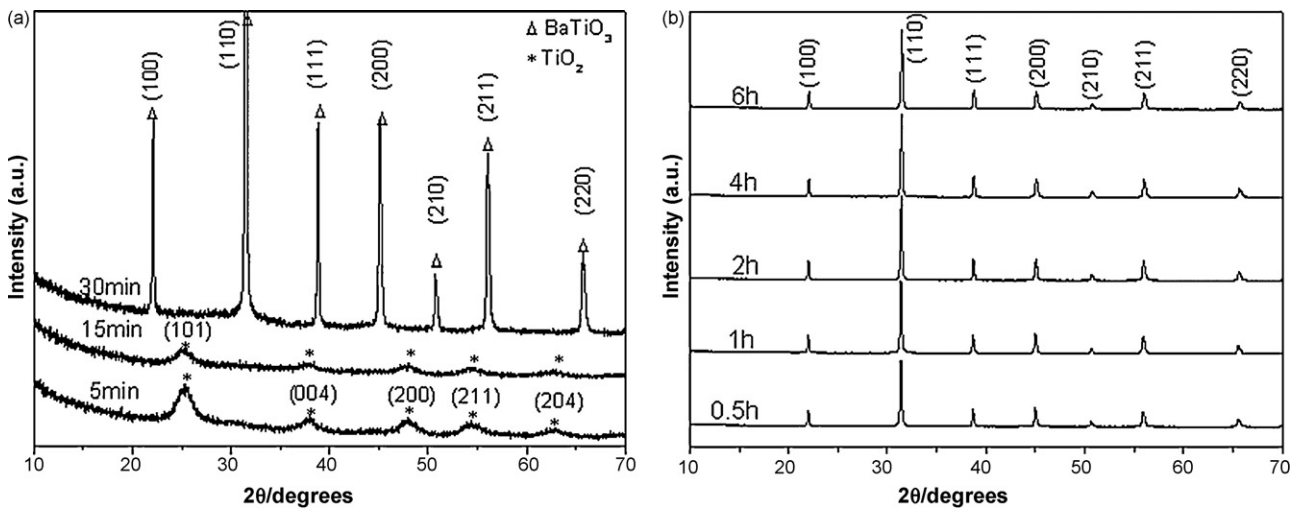 (a)
Δ BaTiO3
* TiO2
(100)
(110)
(111)
(200)
(210)
(211)
(220)
30min
15min
(101)
5min
(004)
(200)
(211)
(204)
Intensity (a.u.)
10 20 30 40 50 60 70
2θ/degrees
(b)
(100)
(110)
(111)
(200)
(210)
(211)
(220)
6h
4h
2h
1h
0.5h
Intensity (a.u.)
10 20 30 40 50 60 70
2θ/degrees